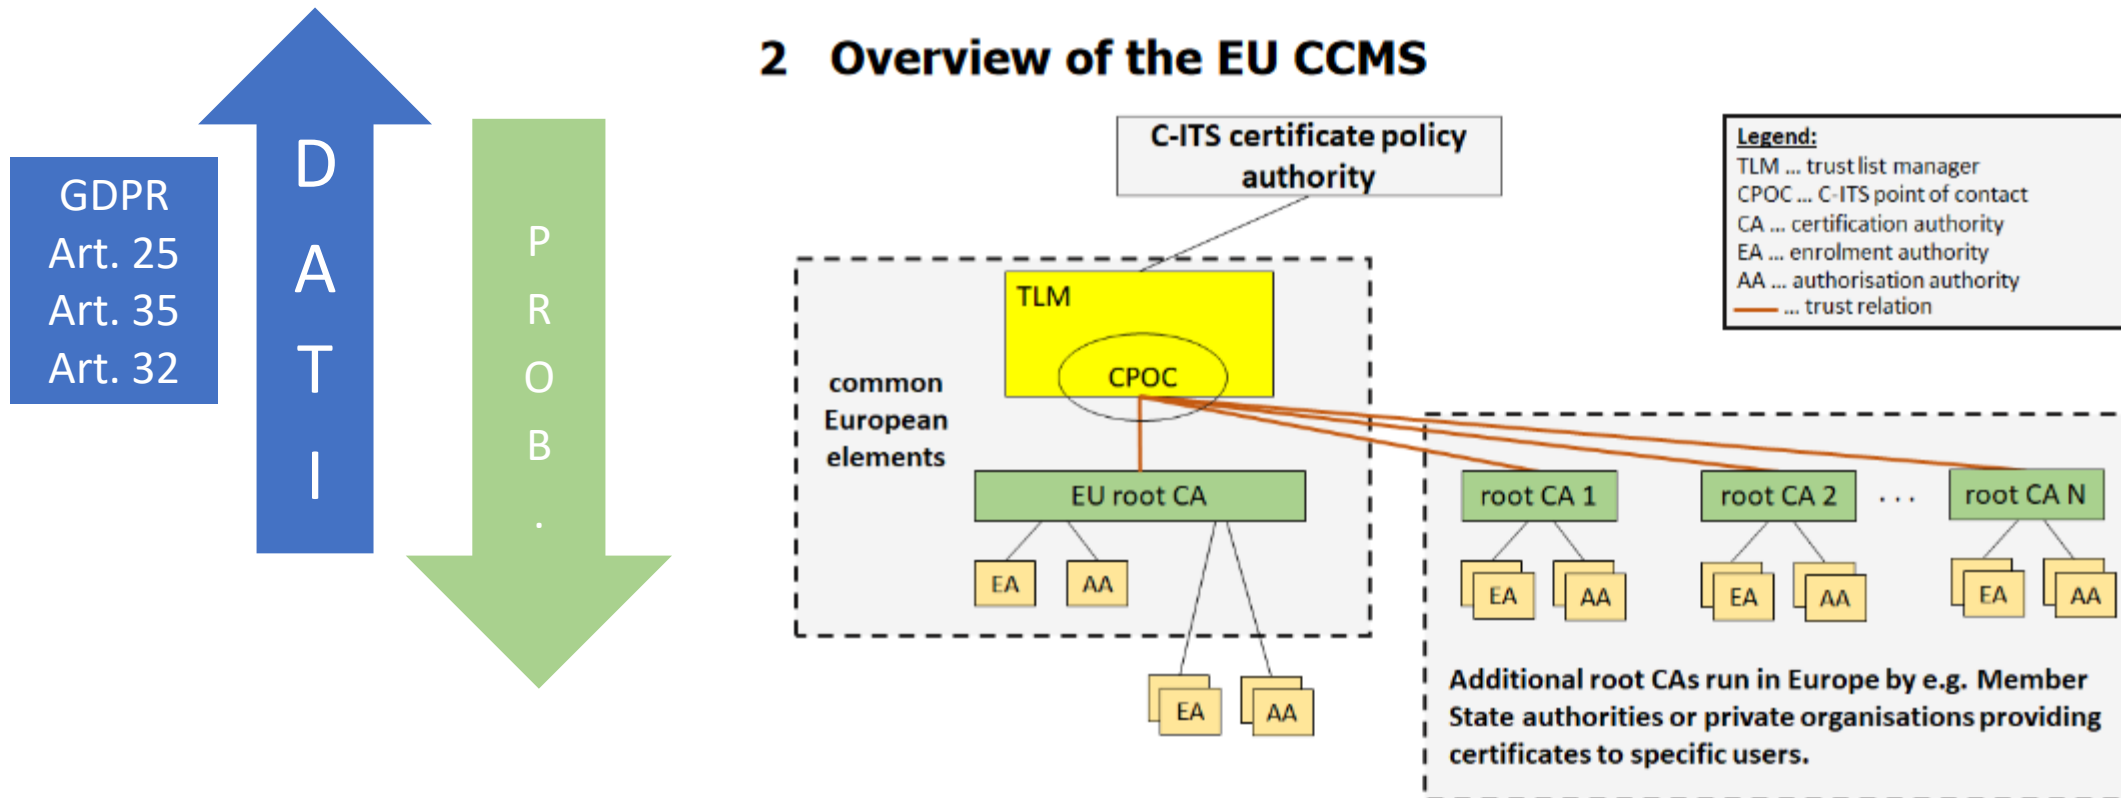 GDPR
Art. 25
Art. 35
Art. 32
D
A
T
I
P
R
O
B
.
2 Overview of the EU CCMS
C-ITS certificate policy
authority
Legend:
TLM ... trust list manager
CPOC ... C-ITS point of contact
CA ... certification authority
EA ... enrolment authority
AA ... authorisation authority
... trust relation
TLM
CPOC
common
European
elements
EU root CA
EA
AA
EA
AA
root CA 1
root CA 2
...
root CA N
EA
AA
EA
AA
EA
AA
Additional root CAs run in Europe by e.g. Member
State authorities or private organisations providing
certificates to specific users.